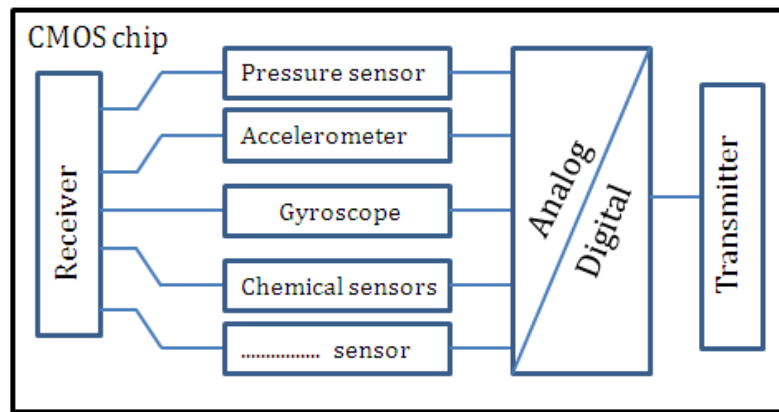 CMOS chip
Receiver
Pressure sensor
Accelerometer
Gyroscope
Chemical sensors
................. sensor
Analog
Digital
Transmitter